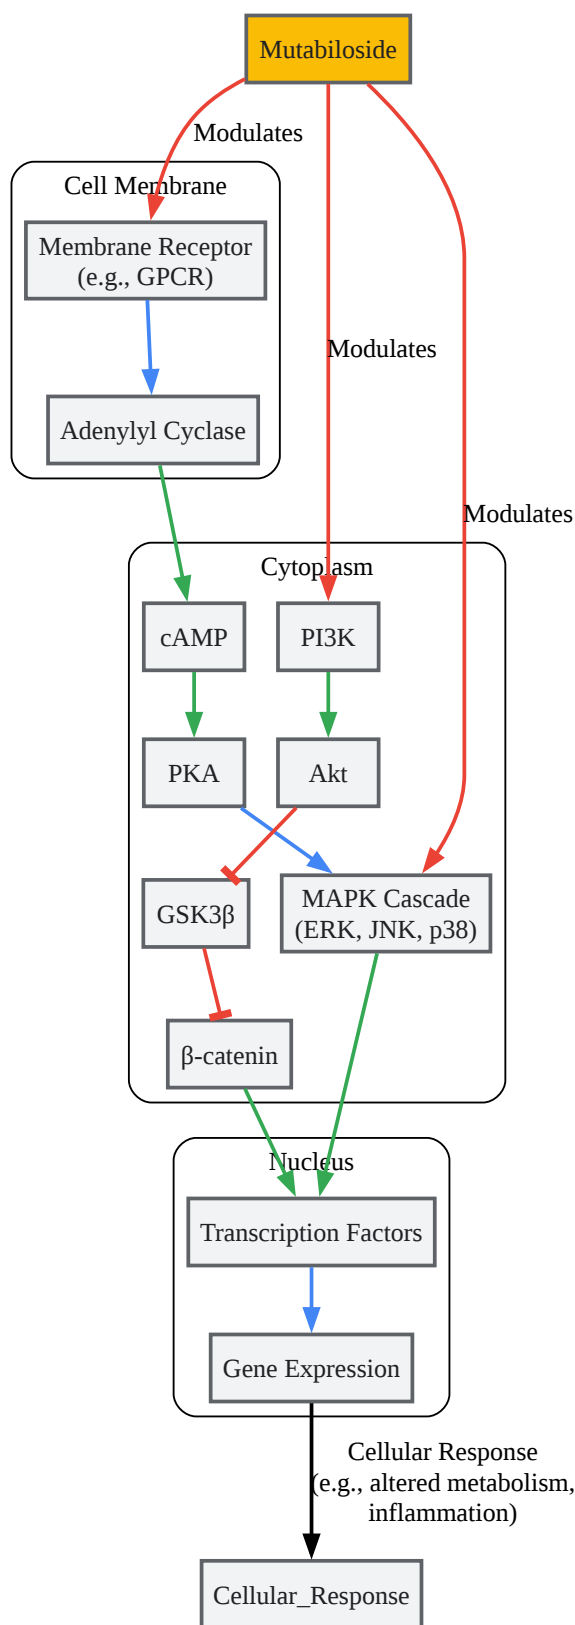 Mutabiloside
Modulates
Cell Membrane
Membrane Receptor
(e.g., GPCR)
Modulates
Adenylyl Cyclase
Modulates
Cytoplasm
cAMP
PI3K
PKA
Akt
GSK3β
MAPK Cascade
(ERK, JNK, p38)
β-catenin
Nucleus
Transcription Factors
Gene Expression
Cellular Response
(e.g., altered metabolism,
inflammation)
Cellular_Response